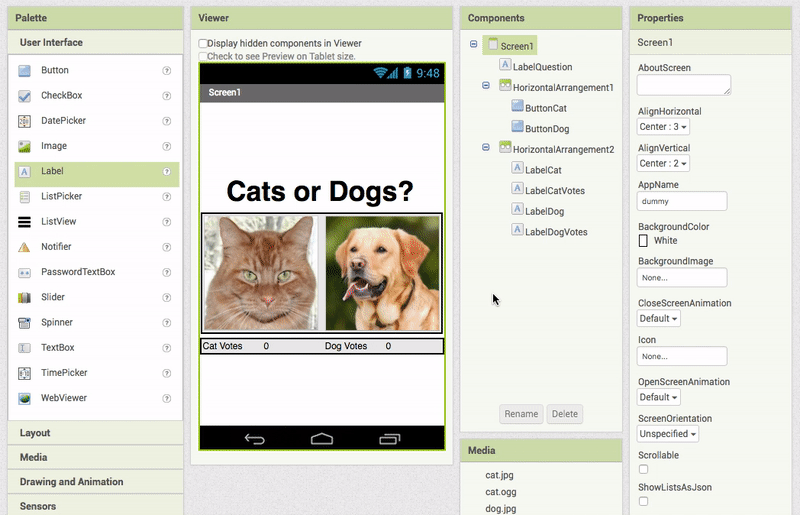 Palette
User Interface
Button
CheckBox
DatePicker
Image
Label
ListPicker
ListView
Notifier
PasswordTextBox
Slider
Spinner
TextBox
TimePicker
WebViewer
Layout
Media
Drawing and Animation
Sensors
Viewer
Display hidden components in Viewer
Check to see Preview on Tablet size.
9:48
Screen1
Cats or Dogs?
Cat Votes 0 Dog Votes 0
Components
Screen1
LabelQuestion
HorizontalArrangement1
ButtonCat
ButtonDog
HorizontalArrangement2
LabelCat
LabelCatVotes
LabelDog
LabelDogVotes
Rename Delete
Media
cat.jpg
cat.ogg
dog.jpg
Properties
Screen1
AboutScreen
AlignHorizontal
Center : 3
AlignVertical
Center : 2
AppName
dummy
BackgroundColor
White
BackgroundImage
None...
CloseScreenAnimation
Default
Icon
None...
OpenScreenAnimation
Default
ScreenOrientation
Unspecified
Scrollable
ShowListsAsJson